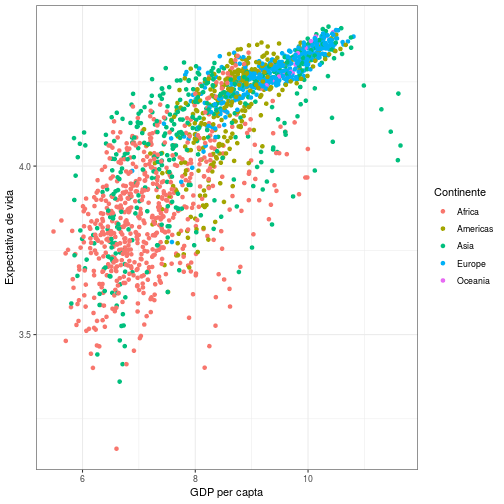 4.0
3.5
6
8
10
GDP per capta
Expectativa de vida
Continente
Africa
Americas
Asia
Europe
Oceania